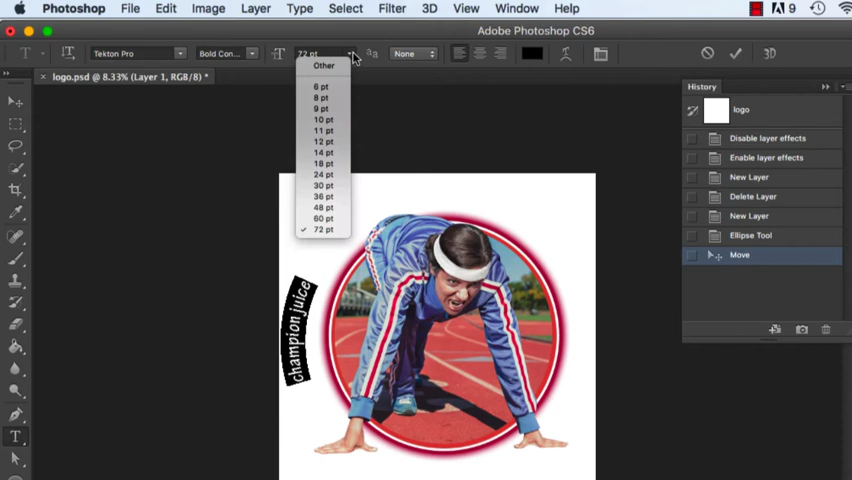 Photoshop File Edit Image Layer Type Select Filter 3D View Window Help 9
Adobe Photoshop CS6
Tekton Pro Bold Con... 72 pt aa None 3D
logo.psd @ 8.33% (Layer 1, RGB/8) *
Other
6 pt
8 pt
9 pt
10 pt
11 pt
12 pt
14 pt
18 pt
24 pt
30 pt
36 pt
48 pt
60 pt
72 pt
champion juice
History
logo
Disable layer effects
Enable layer effects
New Layer
Delete Layer
New Layer
Ellipse Tool
Move